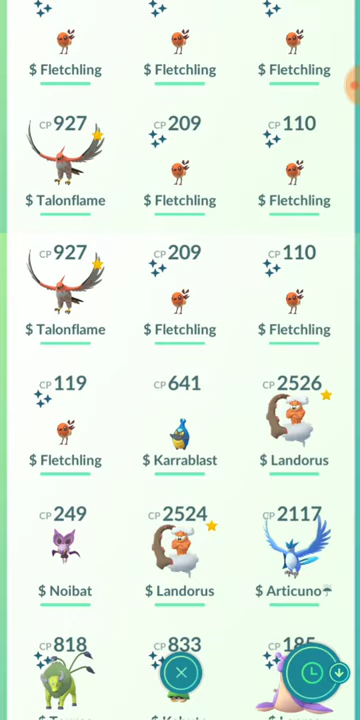 $ Fletchling $ Fletchling $ Fletchling
CP 927 CP 209 CP 110
$ Talonflame $ Fletchling $ Fletchling
CP 927 CP 209 CP 110
$ Talonflame $ Fletchling $ Fletchling
CP 119 CP 641 CP 2526
$ Fletchling $ Karrablast $ Landorus
CP 249 CP 2524 CP 2117
$ Noibat $ Landorus $ Articuno☔
CP 818 CP 833 CP 185